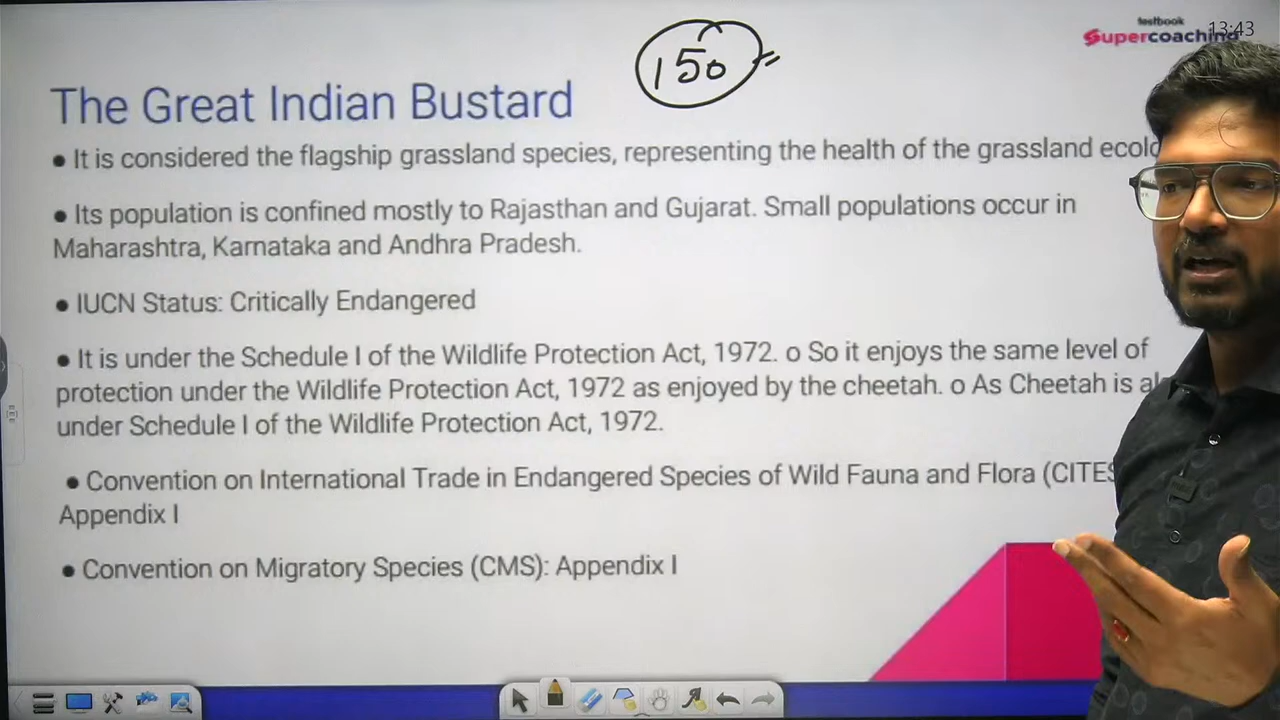 testbook
Supercoaching
13:43
150
The Great Indian Bustard
● It is considered the flagship grassland species, representing the health of the grassland ecolo
● Its population is confined mostly to Rajasthan and Gujarat. Small populations occur in
Maharashtra, Karnataka and Andhra Pradesh.
● IUCN Status: Critically Endangered
● It is under the Schedule I of the Wildlife Protection Act, 1972. o So it enjoys the same level of
protection under the Wildlife Protection Act, 1972 as enjoyed by the cheetah. o As Cheetah is al
under Schedule I of the Wildlife Protection Act, 1972.
● Convention on International Trade in Endangered Species of Wild Fauna and Flora (CITES
Appendix I
● Convention on Migratory Species (CMS): Appendix I